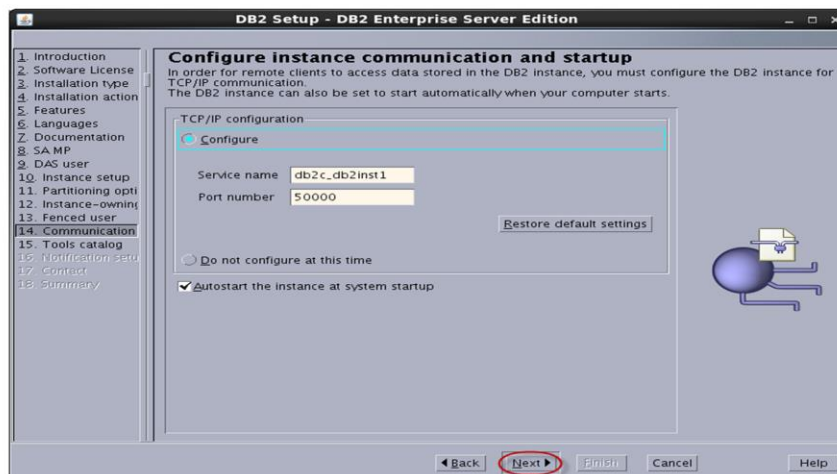 DB2 Setup - DB2 Enterprise Server Edition
1. Introduction
2. Software License
3. Installation type
4. Installation action
5. Features
6. Languages
7. Documentation
8. SA MP
9. DAS user
10. Instance setup
11. Partitioning opti
12. Instance-owning
13. Fenced user
14. Communication
15. Tools catalog
16. Notification setu
17. Contact
18. Summary
Configure instance communication and startup
In order for remote clients to access data stored in the DB2 instance, you must configure the DB2 instance for
TCP/IP communication.
The DB2 instance can also be set to start automatically when your computer starts.
TCP/IP configuration
Configure
Service name db2c_db2inst1
Port number 50000
Restore default settings
Do not configure at this time
Autostart the instance at system startup
Back Next Finish Cancel Help